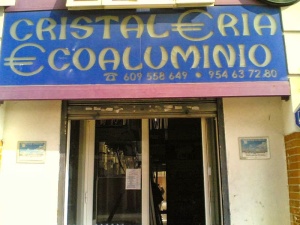 CRISTAL€RIA
€COALUMINIO
☎ 609 558 649 • 954 63 72 80